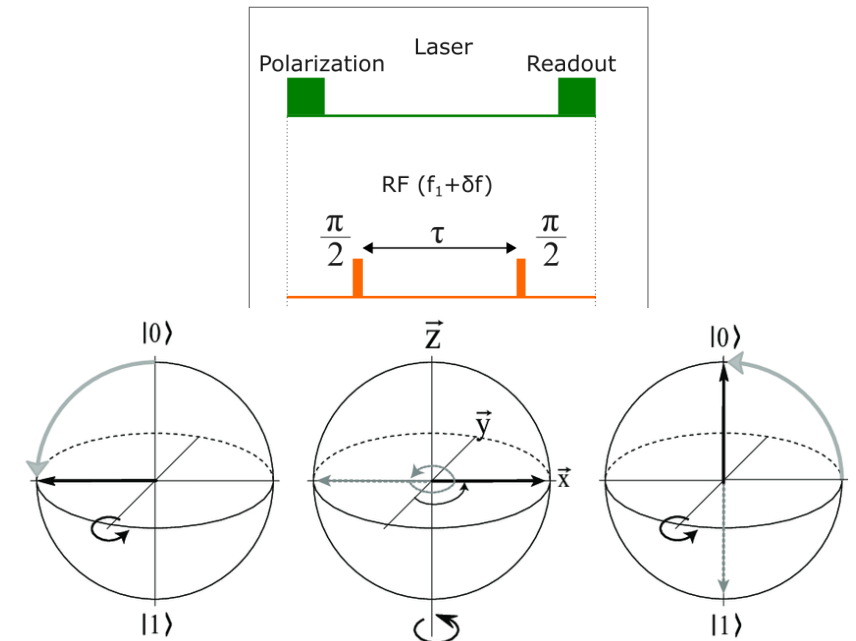 Laser
Polarization Readout
RF (f₁+δf)
π/2 τ π/2
|0⟩ z⃗ |0⟩
y⃗
x⃗
|1⟩ |1⟩